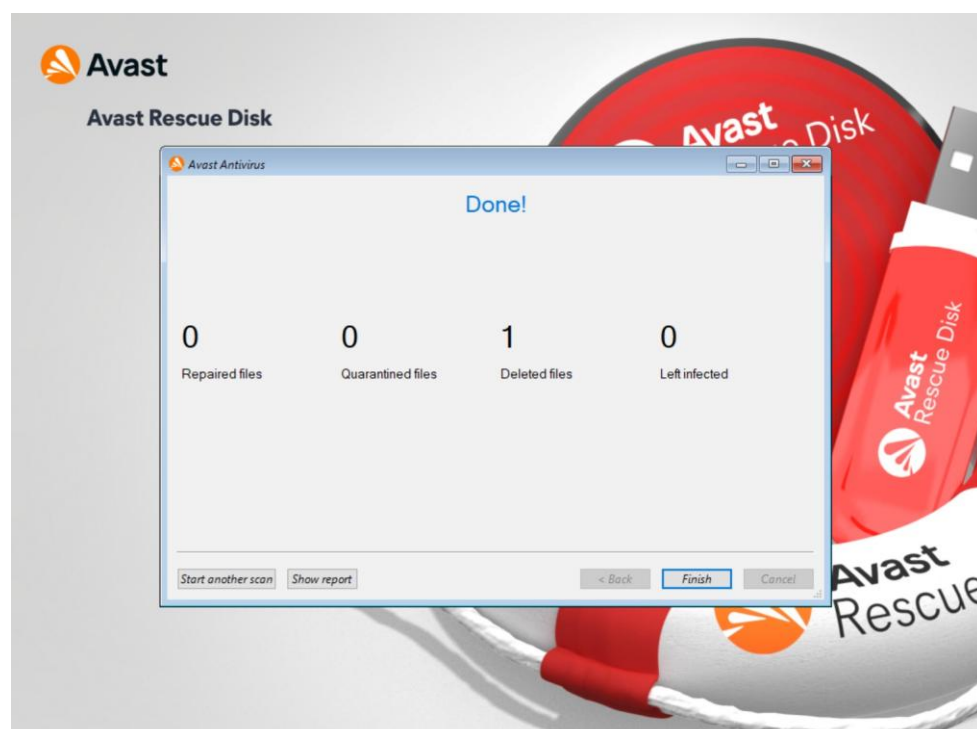 Avast
Avast Rescue Disk
Avast
Disk
Avast Antivirus
Done!
0
0
1
0
Repaired files
Quarantined files
Deleted files
Left infected
Avast
Rescue Disk
Start another scan
Show report
< Back
Finish
Cancel
Avast
Rescue